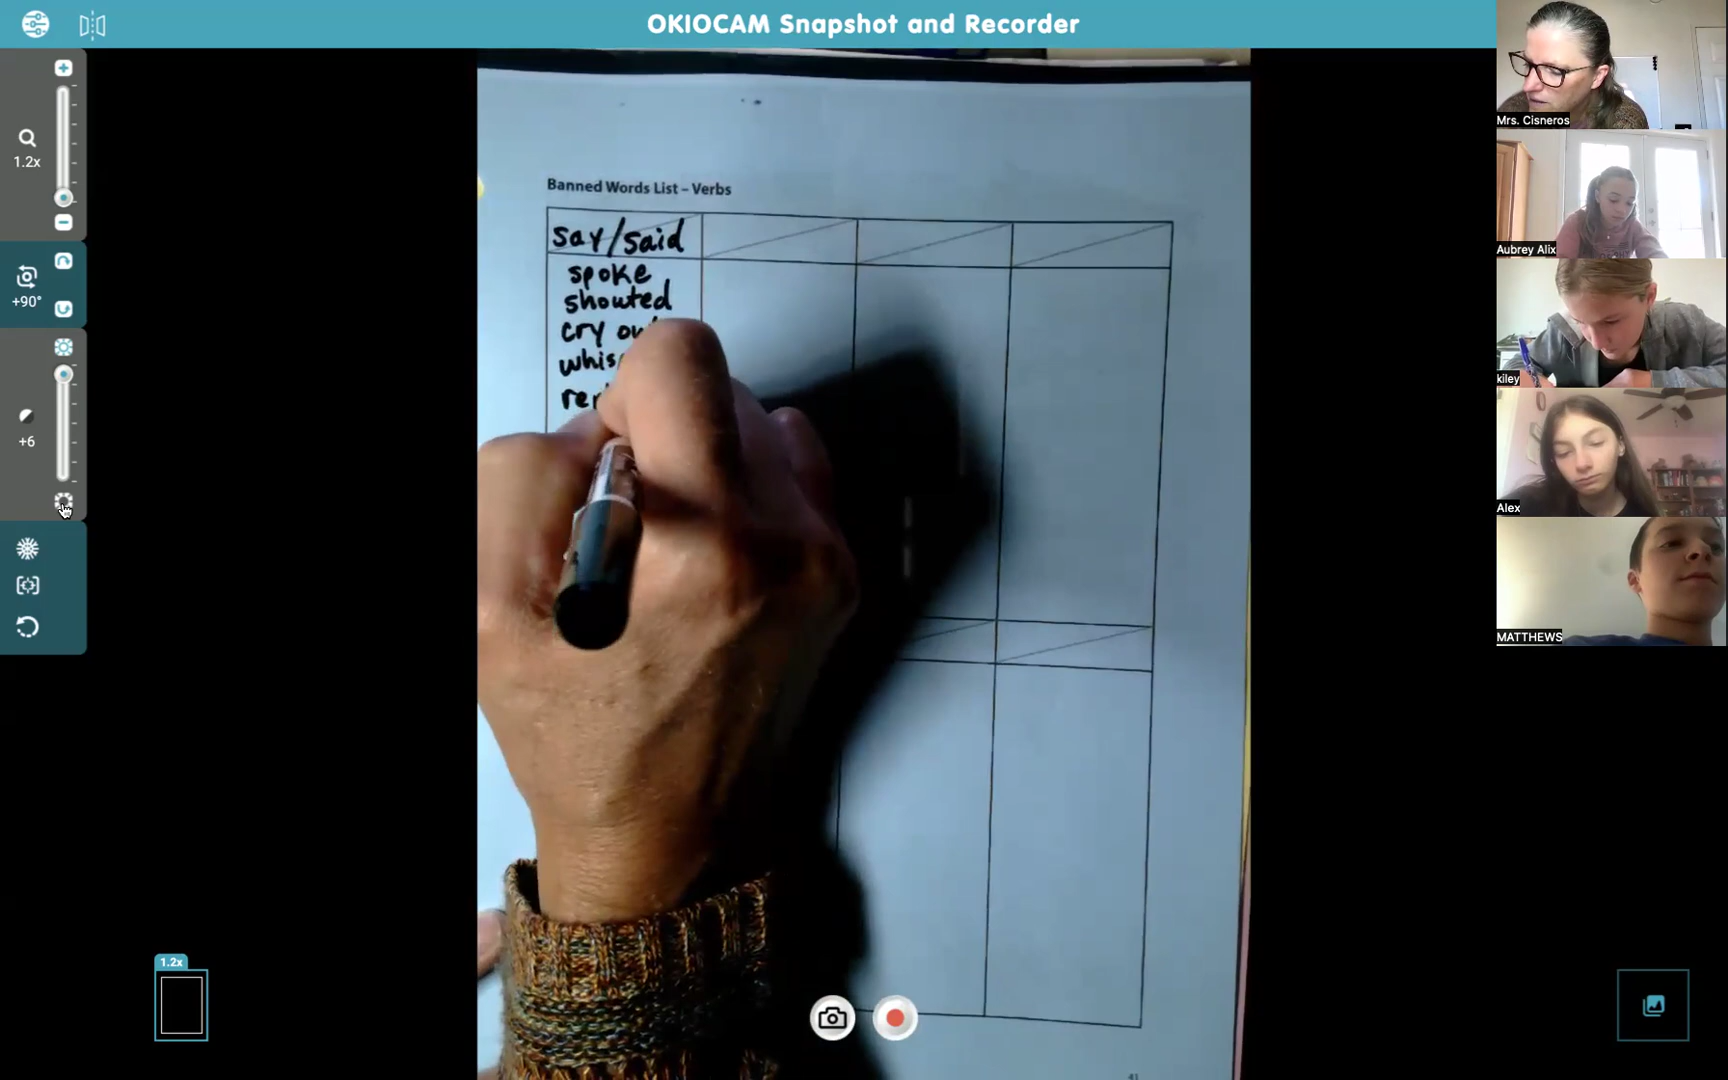 OKIOCAM Snapshot and Recorder
1.2x
+90°
+6
Banned Words List – Verbs
say/said
spoke
shouted
cry
1.2x
41
Mrs. Cisneros
Aubrey Alix
kiley
Alex
MATTHEWS